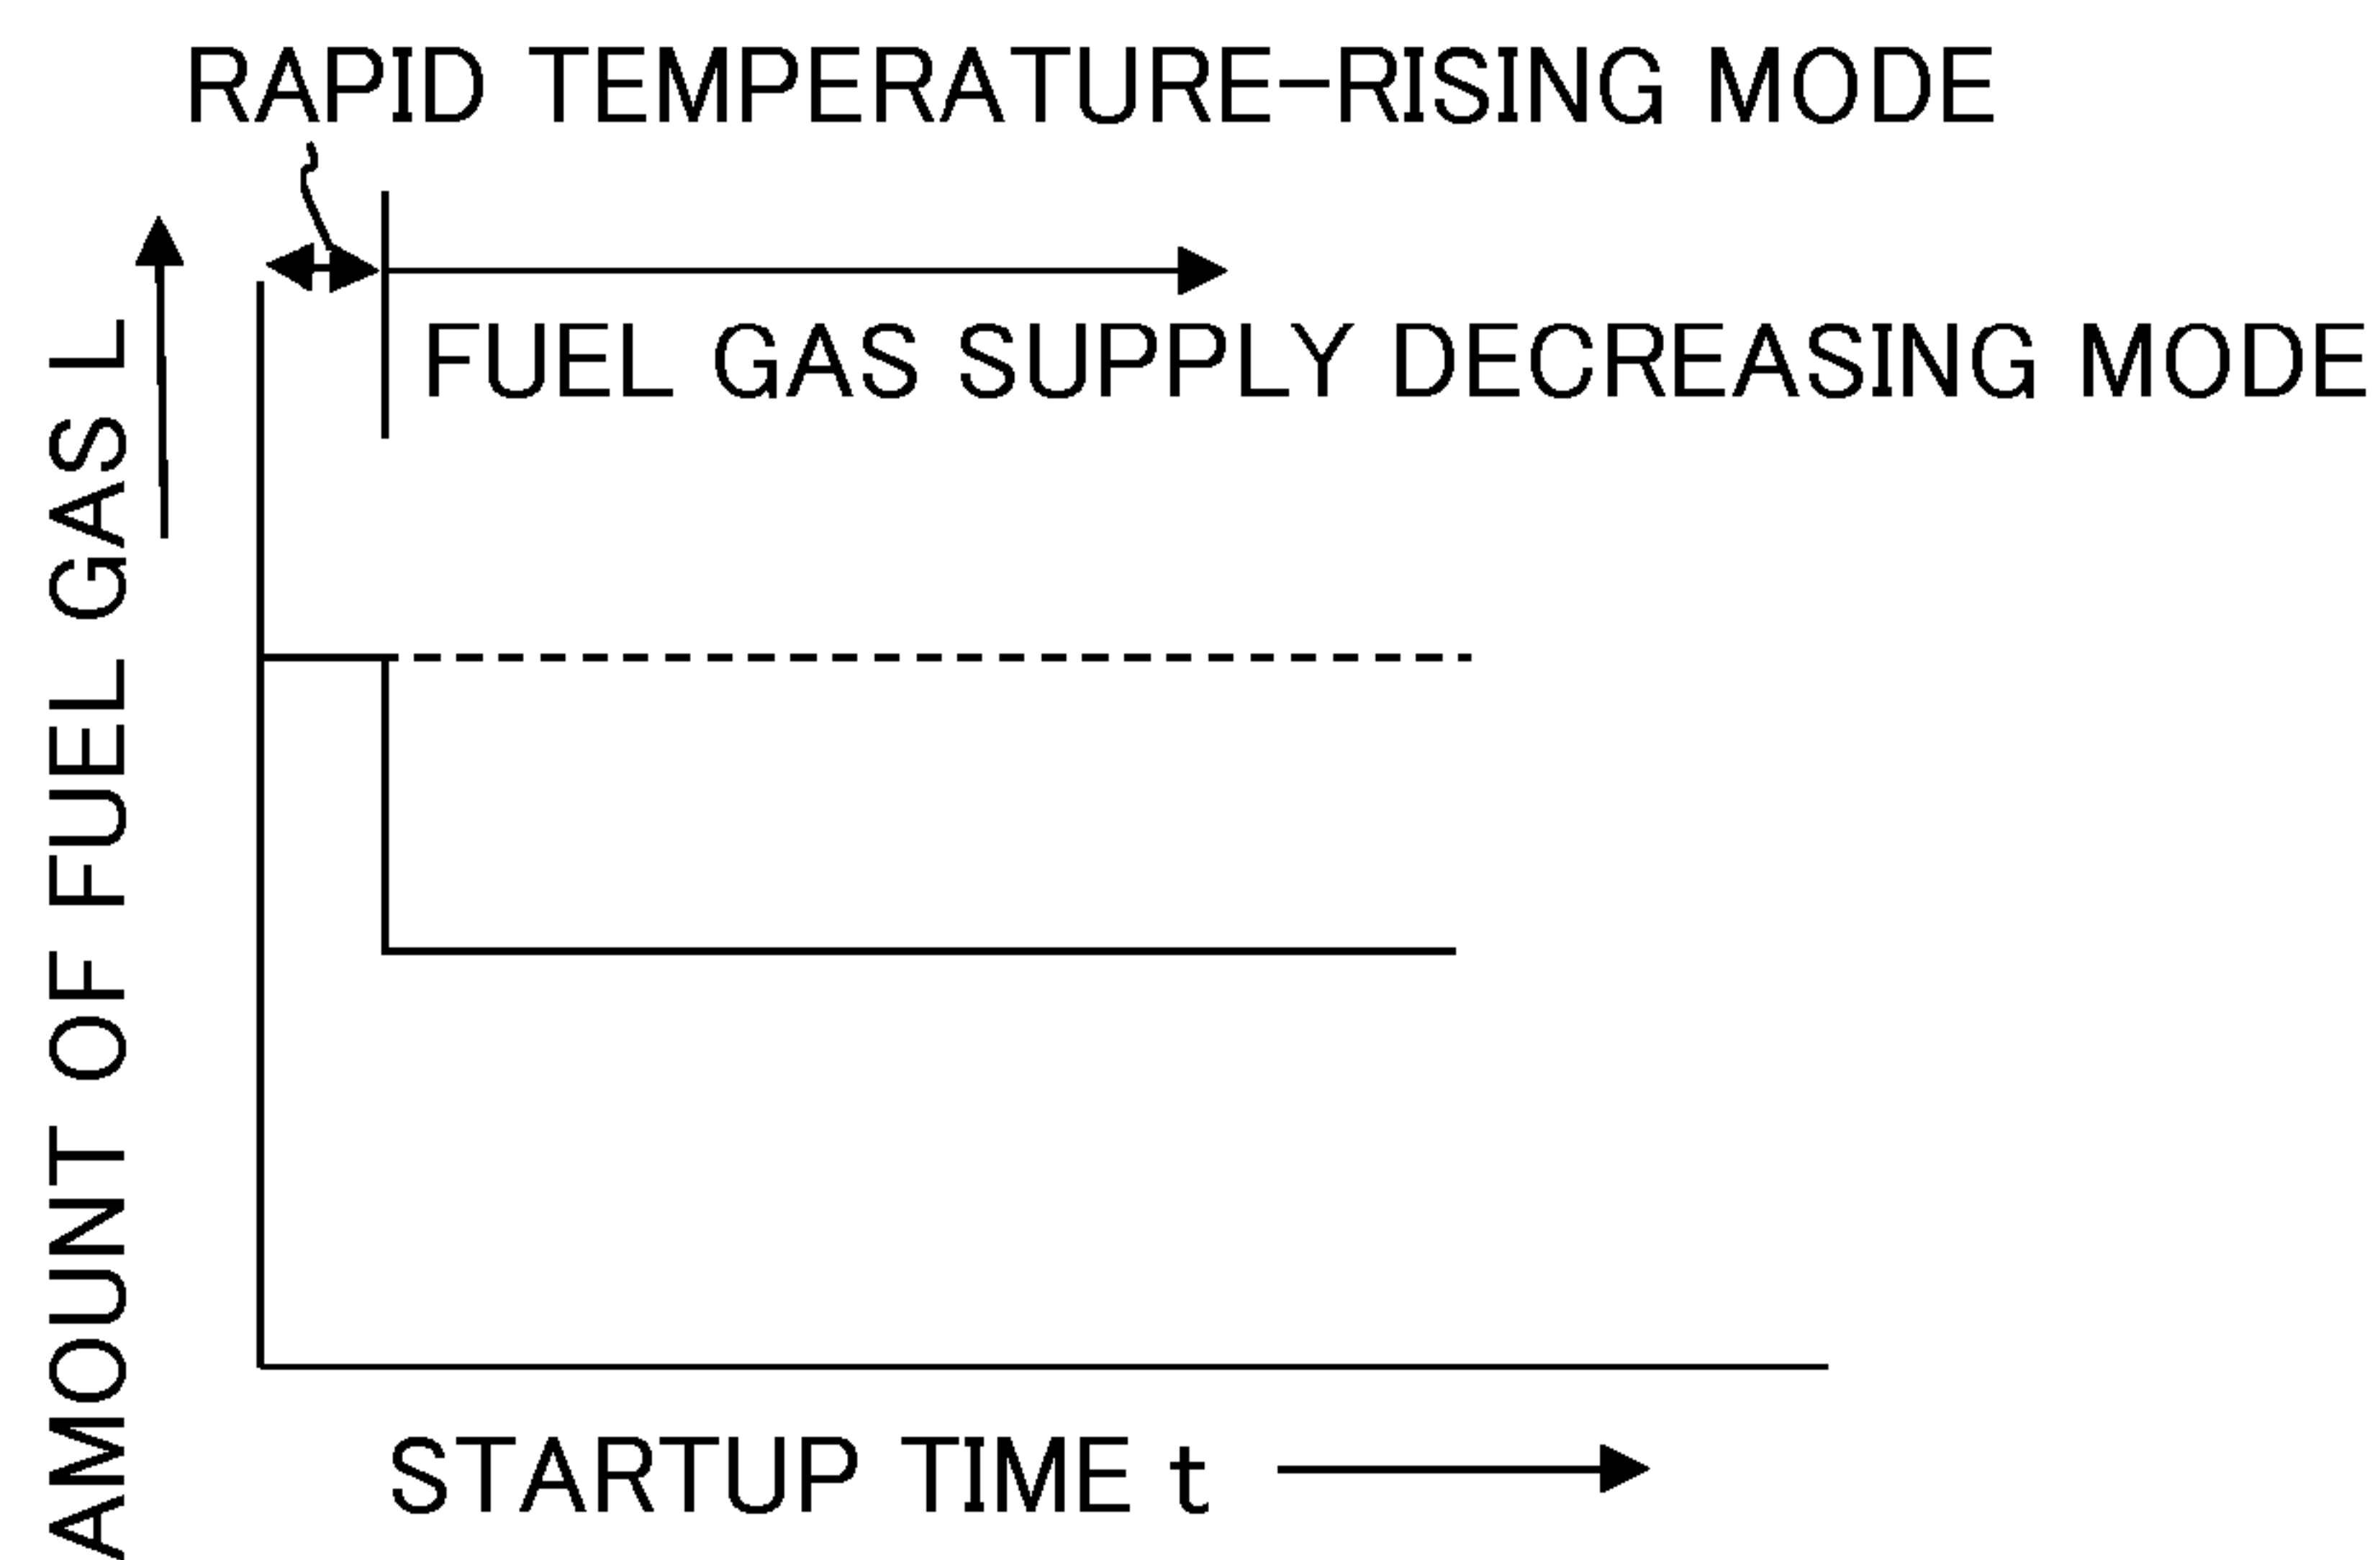 RAPID TEMPERATURE-RISING MODE
FUEL GAS SUPPLY DECREASING MODE
AMOUNT OF FUEL GAS L
STARTUP TIME t